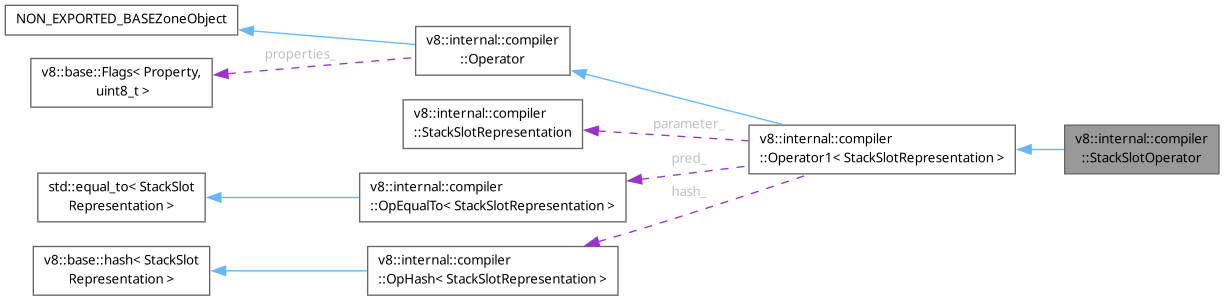 NON_EXPORTED_BASEZoneObject
v8::base::Flags< Property,
uint8_t >
properties_
v8::internal::compiler
::Operator
v8::internal::compiler
::StackSlotRepresentation
parameter_
pred_
hash_
v8::internal::compiler
::Operator1< StackSlotRepresentation >
v8::internal::compiler
::StackSlotOperator
std::equal_to< StackSlot
Representation >
v8::internal::compiler
::OpEqualTo< StackSlotRepresentation >
v8::base::hash< StackSlot
Representation >
v8::internal::compiler
::OpHash< StackSlotRepresentation >